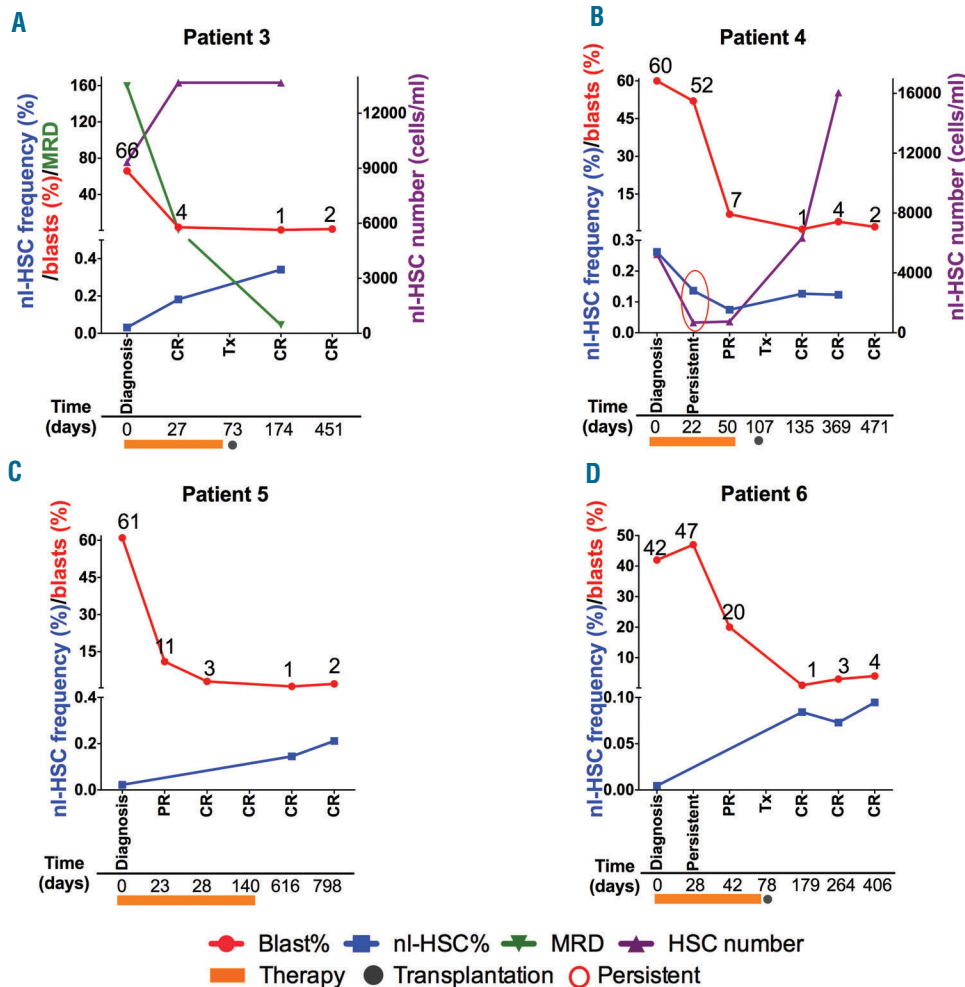 A
Patient 3
nl-HSC frequency (%)
/blasts (%)/MRD
160
120
80
40
0.4
0.2
0.0
66
4
1
2
12000
9000
6000
3000
0
nl-HSC number (cells/ml)
Diagnosis
CR
Tx
CR
CR
Time
(days)
0 27 73 174 451
B
Patient 4
nl-HSC frequency (%)/blasts (%)
60
45
30
15
0.3
0.2
0.1
0.0
60
52
7
1
4
2
16000
12000
8000
4000
0
nl-HSC number (cells/ml)
Diagnosis
Persistent
PR
Tx
CR
CR
CR
Time
(days)
0 22 50 107 135 369 471
C
Patient 5
nl-HSC frequency (%)/blasts (%)
60
45
30
15
0.4
0.2
0.0
61
11
3
1
2
Diagnosis
PR
CR
CR
CR
CR
Time
(days)
0 23 28 140 616 798
D
Patient 6
nl-HSC frequency (%)/blasts (%)
50
40
30
20
10
0.10
0.05
0.00
42
47
20
1
3
4
Diagnosis
Persistent
PR
Tx
CR
CR
CR
Time
(days)
0 28 42 78 179 264 406
Blast% nl-HSC% MRD HSC number
Therapy Transplantation Persistent